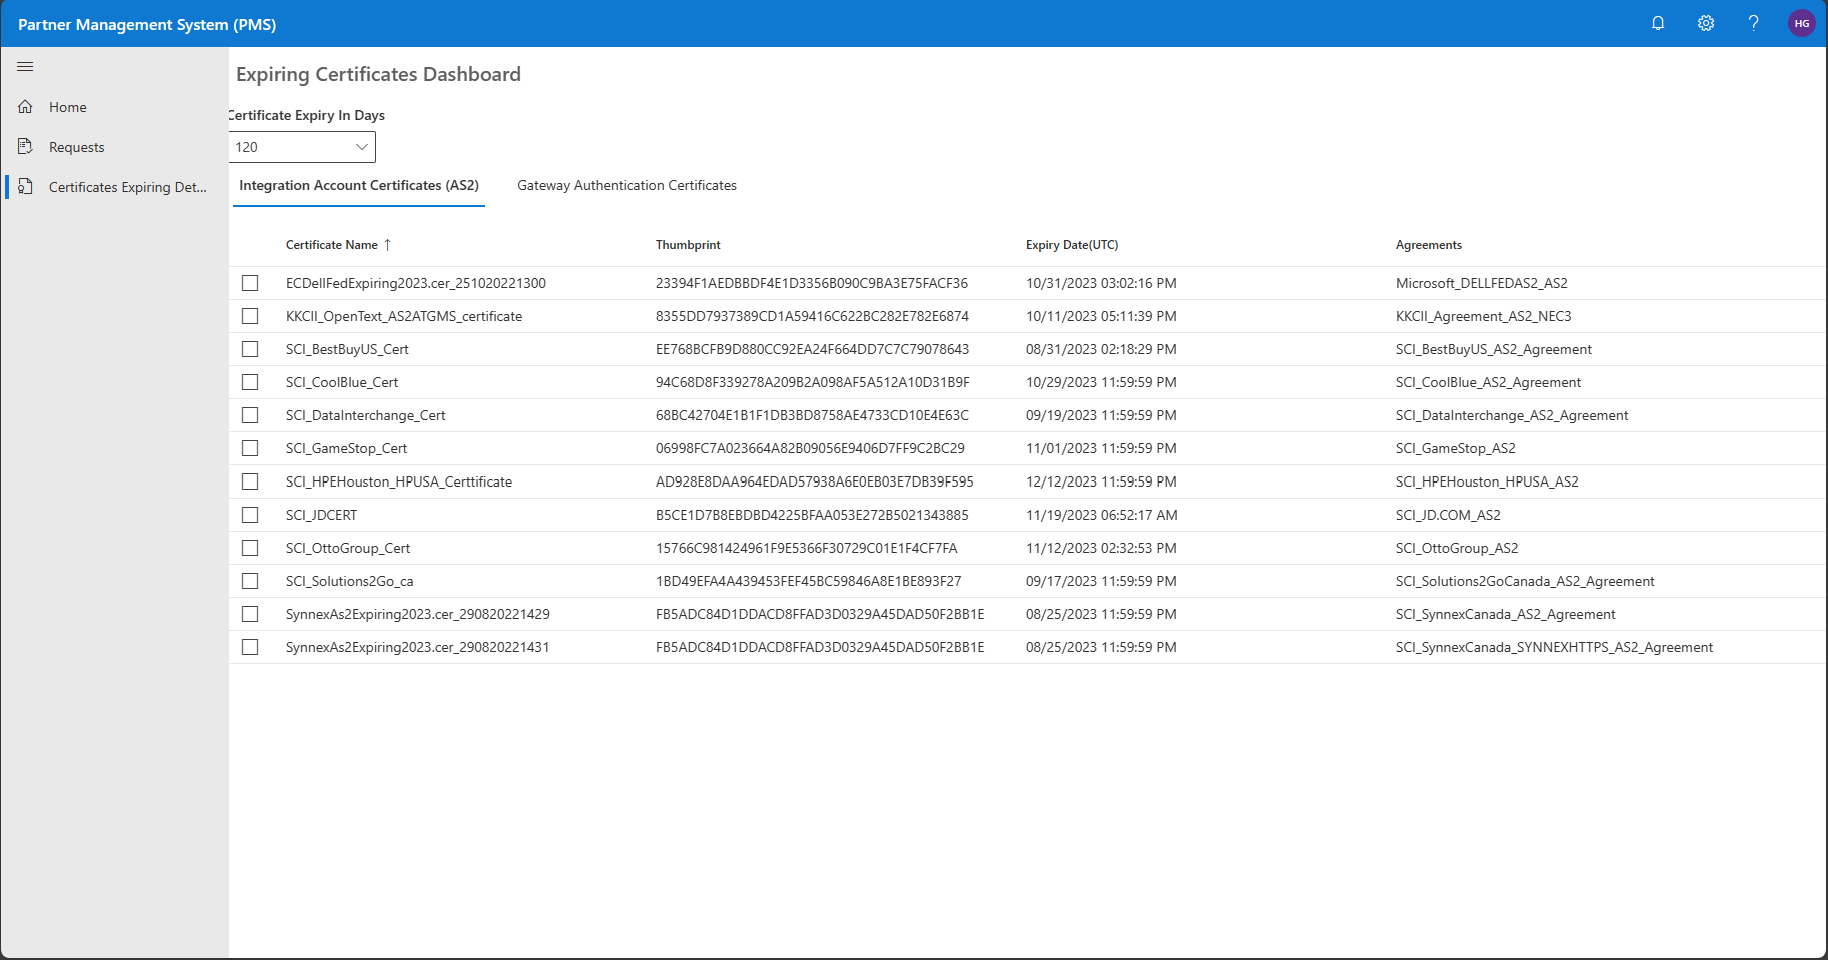 Partner Management System (PMS)
HG
Home
Requests
Certificates Expiring Det...
Expiring Certificates Dashboard
Certificate Expiry In Days
120
Integration Account Certificates (AS2) Gateway Authentication Certificates
Certificate Name ↑ Thumbprint Expiry Date(UTC) Agreements
ECDellFedExpiring2023.cer_251020221300 23394F1AEDBBDF4E1D3356B090C9BA3E75FACF36 10/31/2023 03:02:16 PM Microsoft_DELLFEDAS2_AS2
KKCII_OpenText_AS2ATGMS_certificate 8355DD7937389CD1A59416C622BC282E782E6874 10/11/2023 05:11:39 PM KKCII_Agreement_AS2_NEC3
SCI_BestBuyUS_Cert EE768BCFB9D880CC92EA24F664DD7C7C79078643 08/31/2023 02:18:29 PM SCI_BestBuyUS_AS2_Agreement
SCI_CoolBlue_Cert 94C68D8F339278A209B2A098AF5A512A10D31B9F 10/29/2023 11:59:59 PM SCI_CoolBlue_AS2_Agreement
SCI_DataInterchange_Cert 68BC42704E1B1F1DB3BD8758AE4733CD10E4E63C 09/19/2023 11:59:59 PM SCI_DataInterchange_AS2_Agreement
SCI_GameStop_Cert 06998FC7A023664A82B09056E9406D7FF9C2BC29 11/01/2023 11:59:59 PM SCI_GameStop_AS2
SCI_HPEHouston_HPUSA_Certtificate AD928E8DAA964EDAD57938A6E0EB03E7DB39F595 12/12/2023 11:59:59 PM SCI_HPEHouston_HPUSA_AS2
SCI_JDCERT B5CE1D7B8EBDBD4225BFAA053E272B5021343885 11/19/2023 06:52:17 AM SCI_JD.COM_AS2
SCI_OttoGroup_Cert 15766C981424961F9E5366F30729C01E1F4CF7FA 11/12/2023 02:32:53 PM SCI_OttoGroup_AS2
SCI_Solutions2Go_ca 1BD49EFA4A439453FEF45BC59846A8E1BE893F27 09/17/2023 11:59:59 PM SCI_Solutions2GoCanada_AS2_Agreement
SynnexAs2Expiring2023.cer_290820221429 FB5ADC84D1DDACD8FFAD3D0329A45DAD50F2BB1E 08/25/2023 11:59:59 PM SCI_SynnexCanada_AS2_Agreement
SynnexAs2Expiring2023.cer_290820221431 FB5ADC84D1DDACD8FFAD3D0329A45DAD50F2BB1E 08/25/2023 11:59:59 PM SCI_SynnexCanada_SYNNEXHTTPS_AS2_Agreement